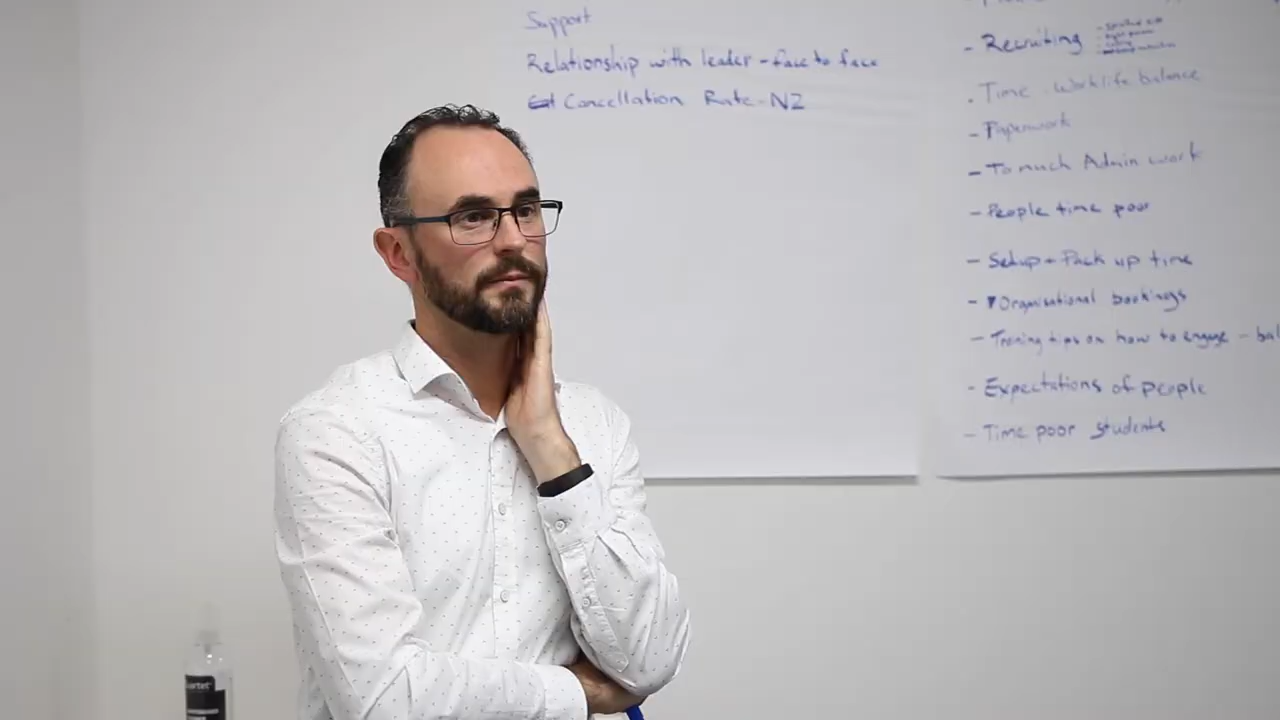 Support
Relationship with leader - face to face
Cancellation Rate - NZ
- Recruiting
. Time . Worklife balance
- Paperwork
- To much Admin work
- People time poor
- Setup + Pack up time
- Organisational bookings
- Training tips on how to engage -
- Expectations of people
- Time poor students